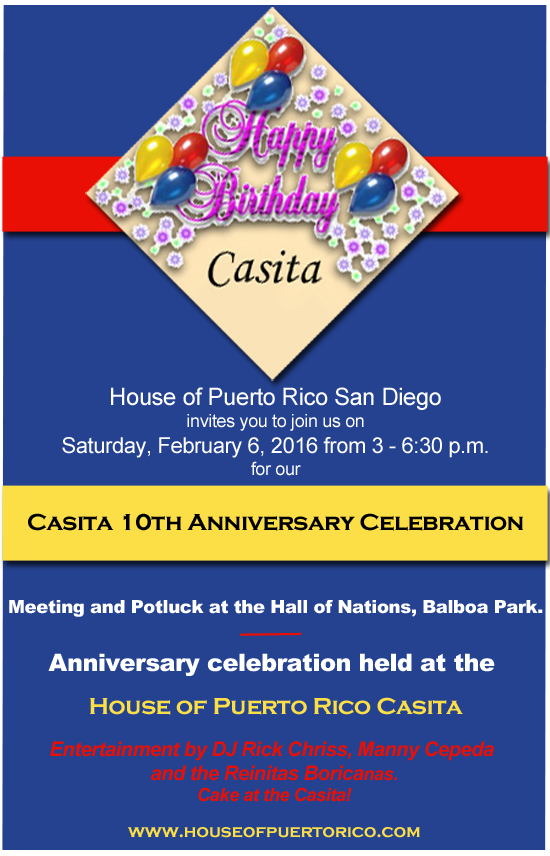 Happy
Birthday
Casita
House of Puerto Rico San Diego
invites you to join us on
Saturday, February 6, 2016 from 3 - 6:30 p.m.
for our
Casita 10th Anniversary Celebration
Meeting and Potluck at the Hall of Nations, Balboa Park.
Anniversary celebration held at the
House of Puerto Rico Casita
Entertainment by DJ Rick Chriss, Manny Cepeda
and the Reinitas Boricanas.
Cake at the Casita!
www.houseofpuertorico.com